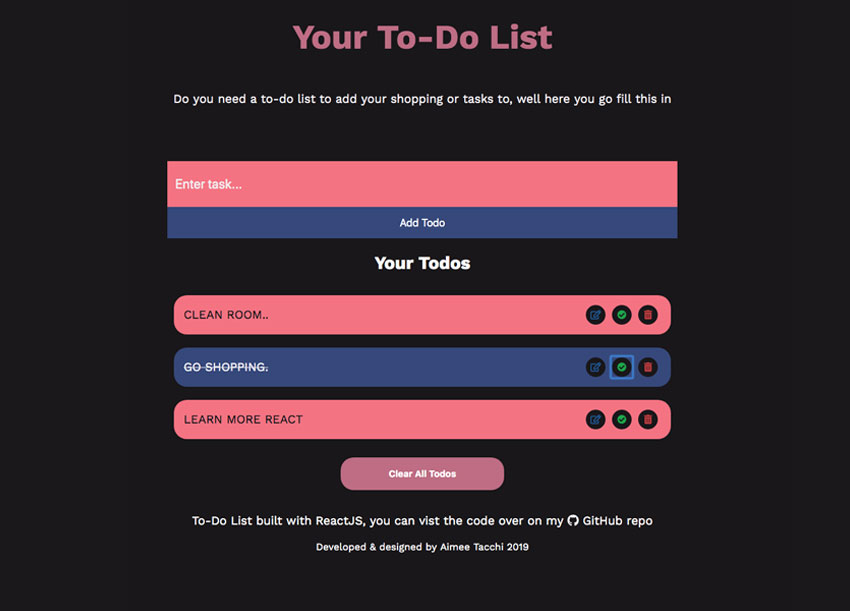 Your To-Do List
Do you need a to-do list to add your shopping or tasks to, well here you go fill this in
Enter task...
Add Todo
Your Todos
CLEAN ROOM..
GO SHOPPING.
LEARN MORE REACT
Clear All Todos
To-Do List built with ReactJS, you can vist the code over on my GitHub repo
Developed & designed by Aimee Tacchi 2019